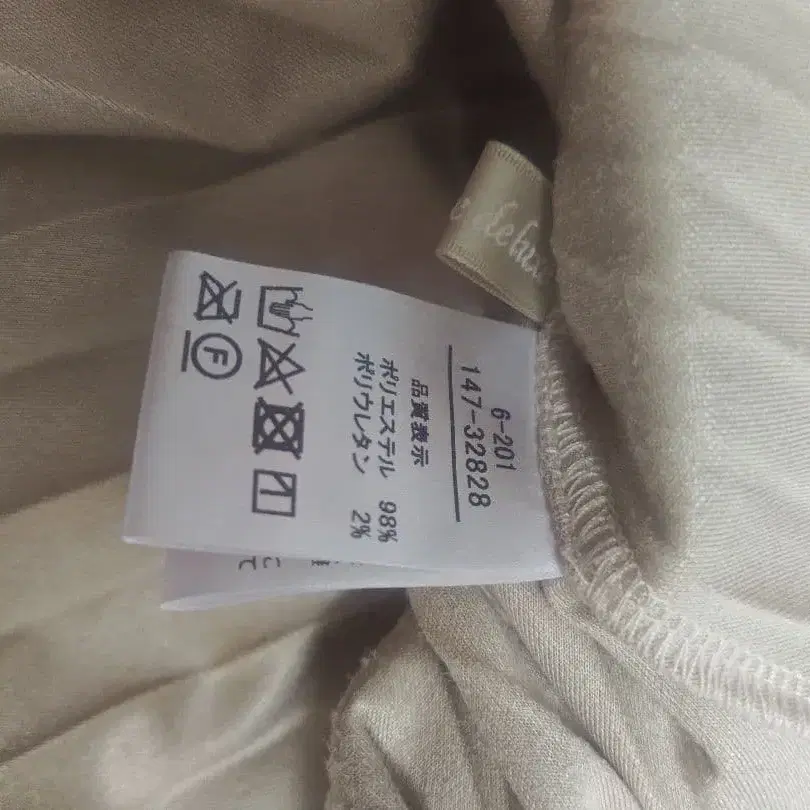 6-201
147-32828
品質表示
ポリエステル 98%
ポリウレタン 2%
F